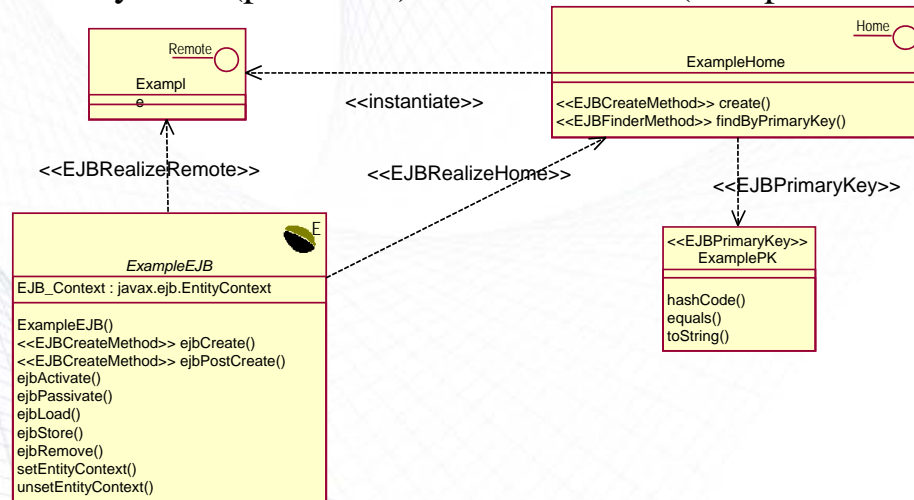 Remote
Exampl
e
Home
ExampleHome
<<EJBCreateMethod>> create()
<<EJBFinderMethod>> findByPrimaryKey()
<<instantiate>>
<<EJBRealizeRemote>>
<<EJBRealizeHome>>
<<EJBPrimaryKey>>
E
ExampleEJB
EJB_Context : javax.ejb.EntityContext
ExampleEJB()
<<EJBCreateMethod>> ejbCreate()
<<EJBCreateMethod>> ejbPostCreate()
ejbActivate()
ejbPassivate()
ejbLoad()
ejbStore()
ejbRemove()
setEntityContext()
unsetEntityContext()
<<EJBPrimaryKey>>
ExamplePK
hashCode()
equals()
toString()